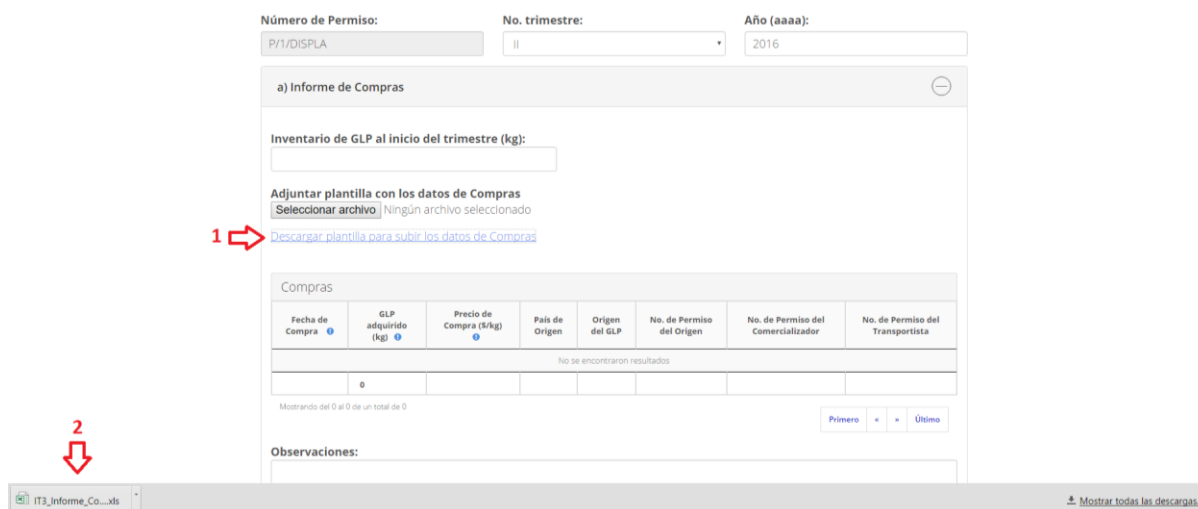 Número de Permiso: No. trimestre: Año (aaaa):
P/1/DISPLA II 2016
a) Informe de Compras
Inventario de GLP al inicio del trimestre (kg):
Adjuntar plantilla con los datos de Compras
Seleccionar archivo Ningún archivo seleccionado
1 Descargar plantilla para subir los datos de Compras
Compras
Fecha de Compra GLP adquirido (kg) Precio de Compra ($/kg) País de Origen Origen del GLP No. de Permiso del Origen No. de Permiso del Comercializador No. de Permiso del Transportista
No se encontraron resultados
0
Mostrando del 0 al 0 de un total de 0
Primero « » Último
2
Observaciones:
IT3_Informe_Co....xls Mostrar todas las descargas.